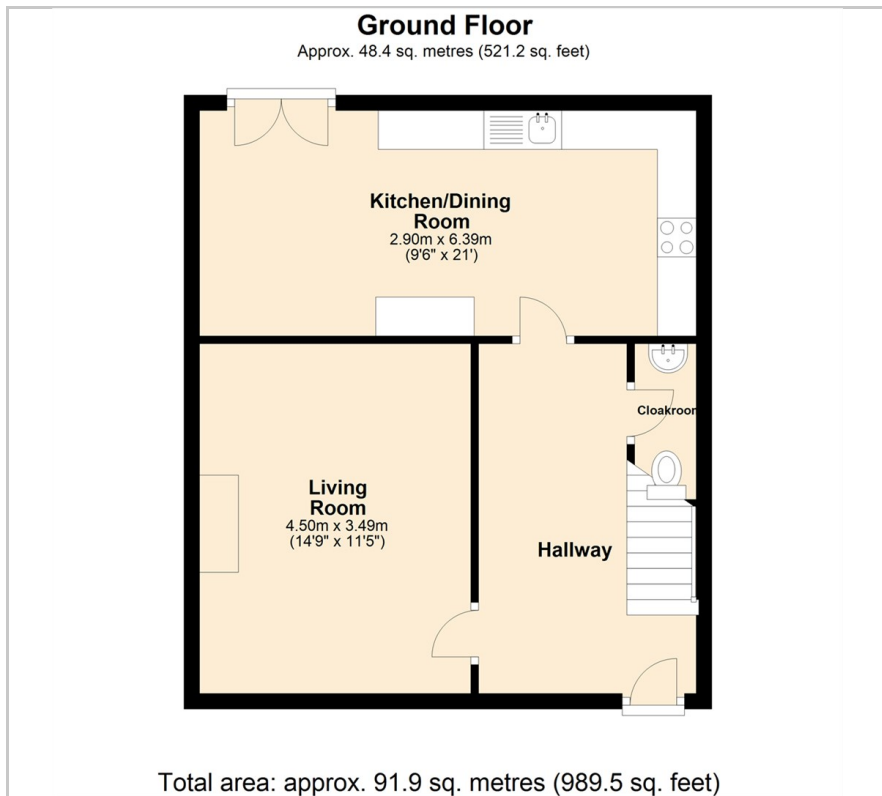 Ground Floor
Approx. 48.4 sq. metres (521.2 sq. feet)
Kitchen/Dining
Room
2.90m x 6.39m
(9'6" x 21')
Cloakroom
Living
Room
4.50m x 3.49m
(14'9" x 11'5")
Hallway
Total area: approx. 91.9 sq. metres (989.5 sq. feet)